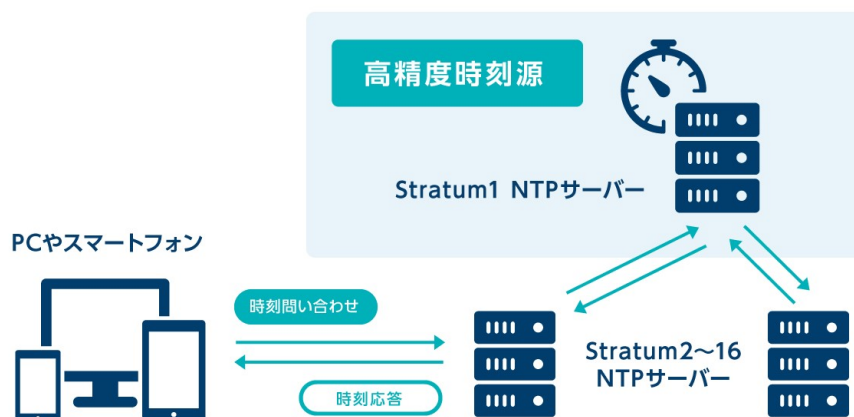 高精度時刻源
Stratum1 NTPサーバー
PCやスマートフォン
時刻問い合わせ
時刻応答
Stratum2〜16
NTPサーバー